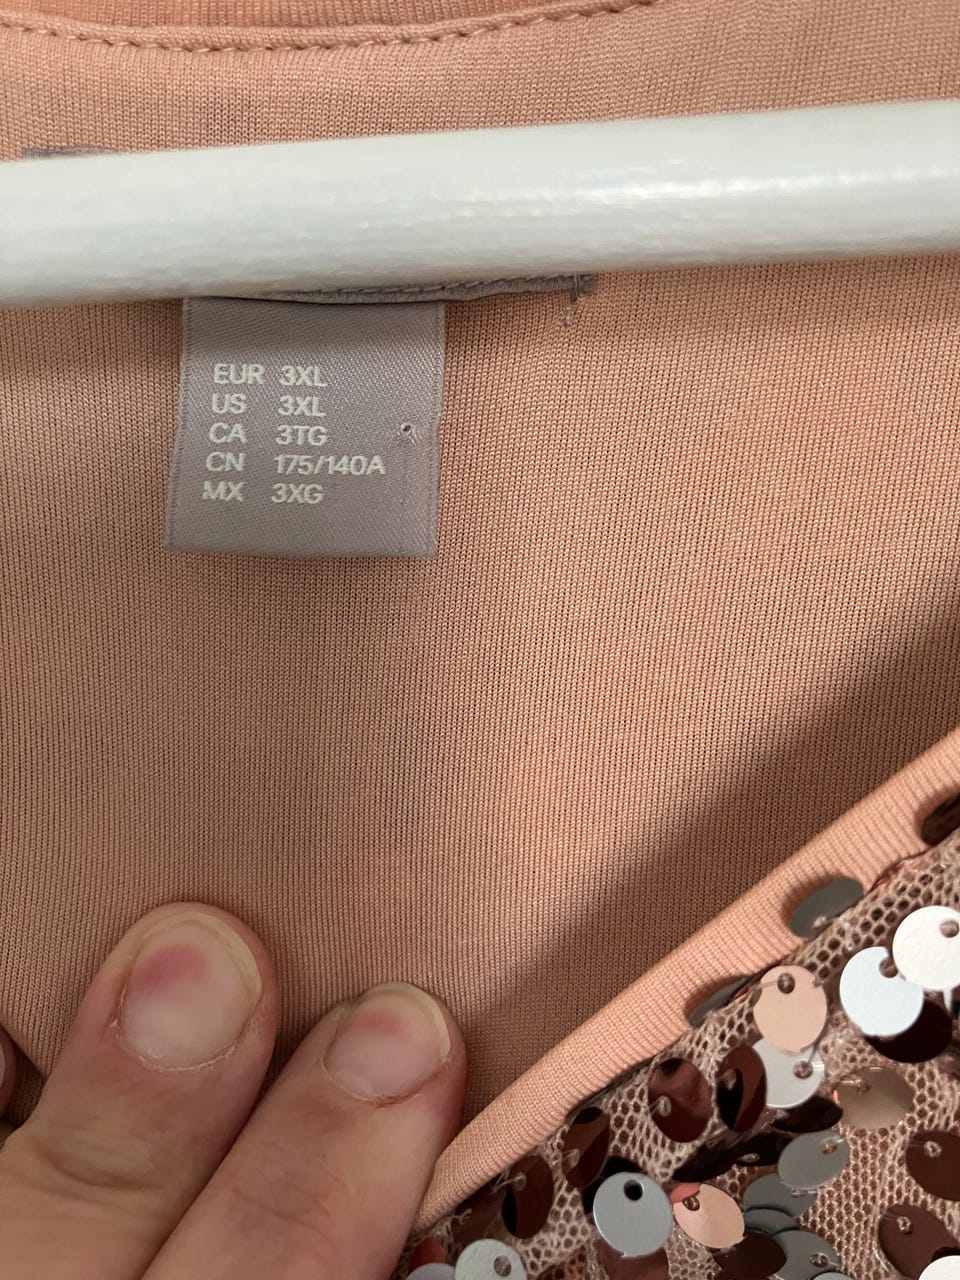 EUR 3XL
US 3XL
CA 3TG
CN 175/140A
MX 3XG